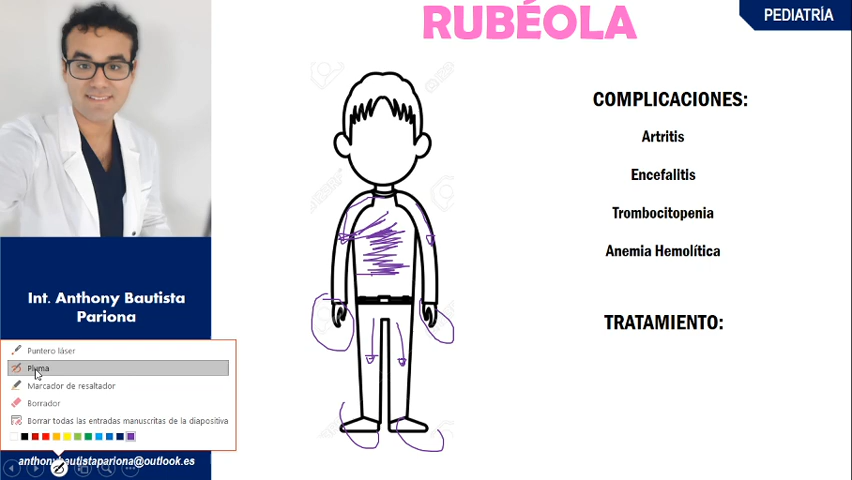 RUBÉOLA
PEDIATRÍA
COMPLICACIONES:
Artritis
Encefalitis
Trombocitopenia
Anemia Hemolítica
TRATAMIENTO:
Int. Anthony Bautista
Pariona
Puntero láser
Pluma
Marcador de resaltador
Borrador
Borrar todas las entradas manuscritas de la diapositiva
anthonybautistapariona@outlook.es